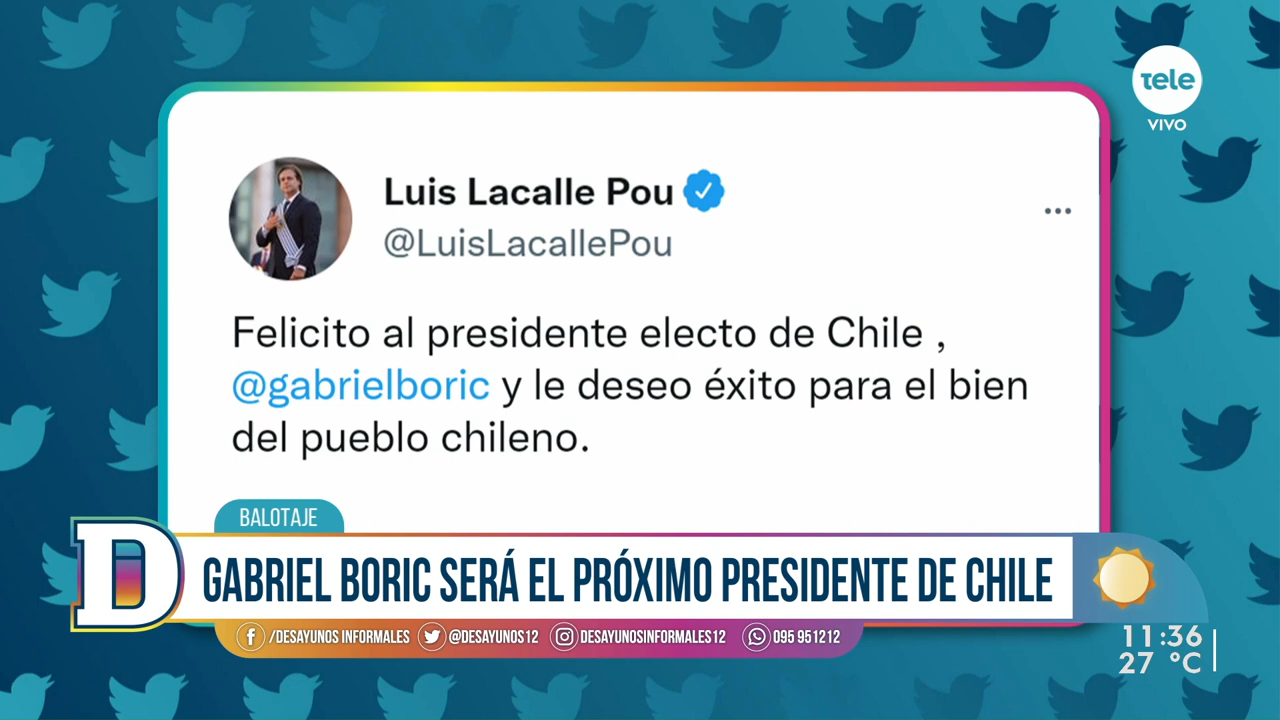 tele
VIVO
Luis Lacalle Pou
@LuisLacallePou
Felicito al presidente electo de Chile ,
@gabrielboric y le deseo éxito para el bien
del pueblo chileno.
BALOTAJE
D
GABRIEL BORIC SERÁ EL PRÓXIMO PRESIDENTE DE CHILE
/DESAYUNOS INFORMALES @DESAYUNOS12 DESAYUNOSINFORMALES12 095 951212
11:36
27 °C